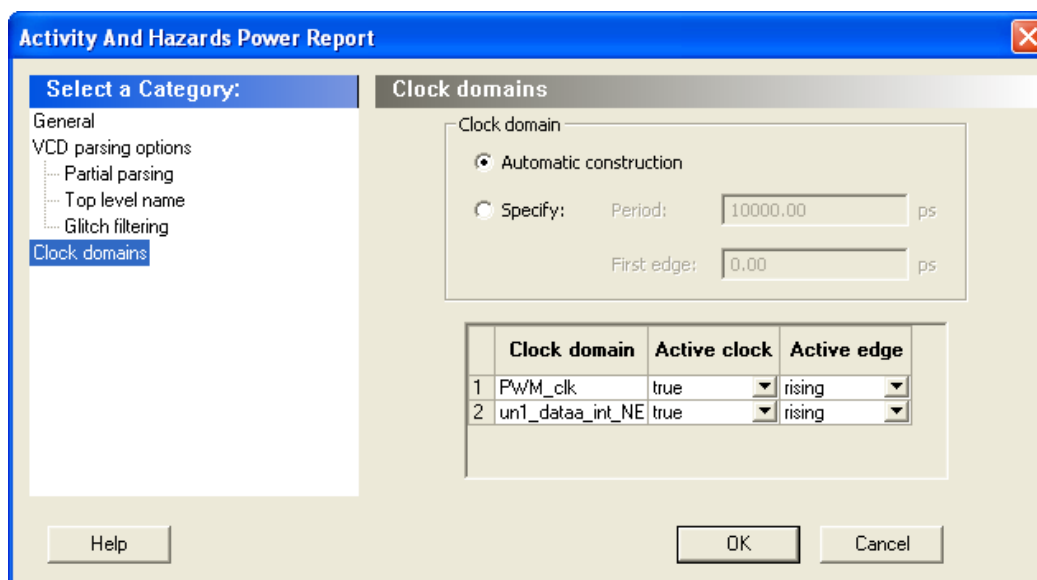 Activity And Hazards Power Report
Select a Category:
General
VCD parsing options
Partial parsing
Top level name
Glitch filtering
Clock domains
Clock domains
Clock domain
Automatic construction
Specify: Period: 10000.00 ps
First edge: 0.00 ps
Clock domain Active clock Active edge
1 PWM_clk true rising
2 un1_dataa_int_NE true rising
Help OK Cancel